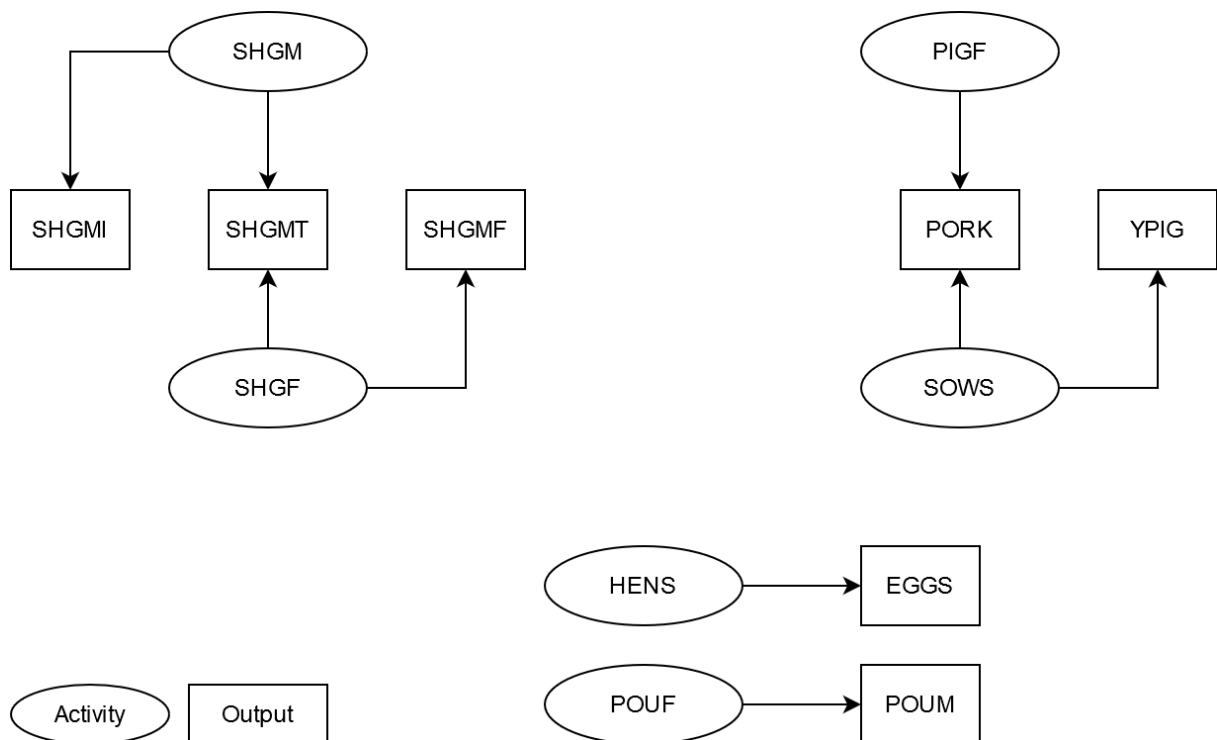 SHGM
PIGF
SHGMI
SHGMT
SHGMF
PORK
YPIG
SHGF
SOWS
HENS
EGGS
POUF
POUM
Activity
Output